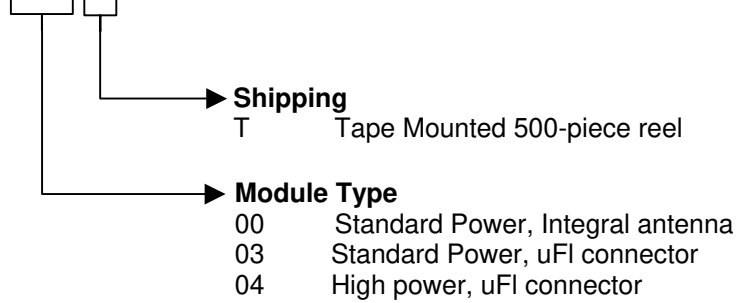 Shipping
T Tape Mounted 500-piece reel
Module Type
00 Standard Power, Integral antenna
03 Standard Power, uFl connector
04 High power, uFl connector